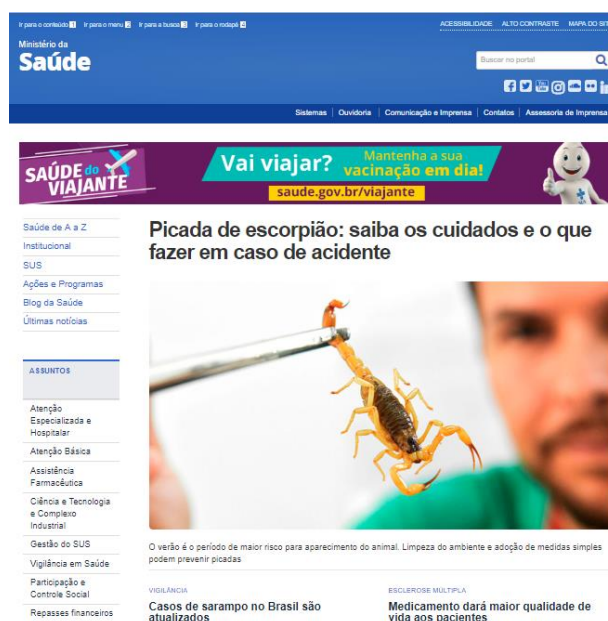 Ir para o conteúdo 1 Ir para o menu 2 Ir para a busca 3 Ir para o rodapé 4
ACESSIBILIDADE ALTO CONTRASTE MAPA DO SIT
Ministério da
Saúde
Buscar no portal
Sistemas Ouvidoria Comunicação e Imprensa Contatos Assessoria de Imprensa
SAÚDE do
VIAJANTE
Vai viajar?
Mantenha a sua
vacinação em dia!
saude.gov.br/viajante
Saúde de A a Z
Institucional
SUS
Ações e Programas
Blog da Saúde
Últimas notícias
ASSUNTOS
Atenção
Especializada e
Hospitalar
Atenção Básica
Assistência
Farmacêutica
Ciência e Tecnologia
e Complexo
Industrial
Gestão do SUS
Vigilância em Saúde
Participação e
Controle Social
Repasses financeiros
Picada de escorpião: saiba os cuidados e o que
fazer em caso de acidente
O verão é o período de maior risco para aparecimento do animal. Limpeza do ambiente e adoção de medidas simples
podem prevenir picadas
VIGILÂNCIA
Casos de sarampo no Brasil são
atualizados
ESCLEROSE MÚLTIPLA
Medicamento dará maior qualidade de
vida aos pacientes